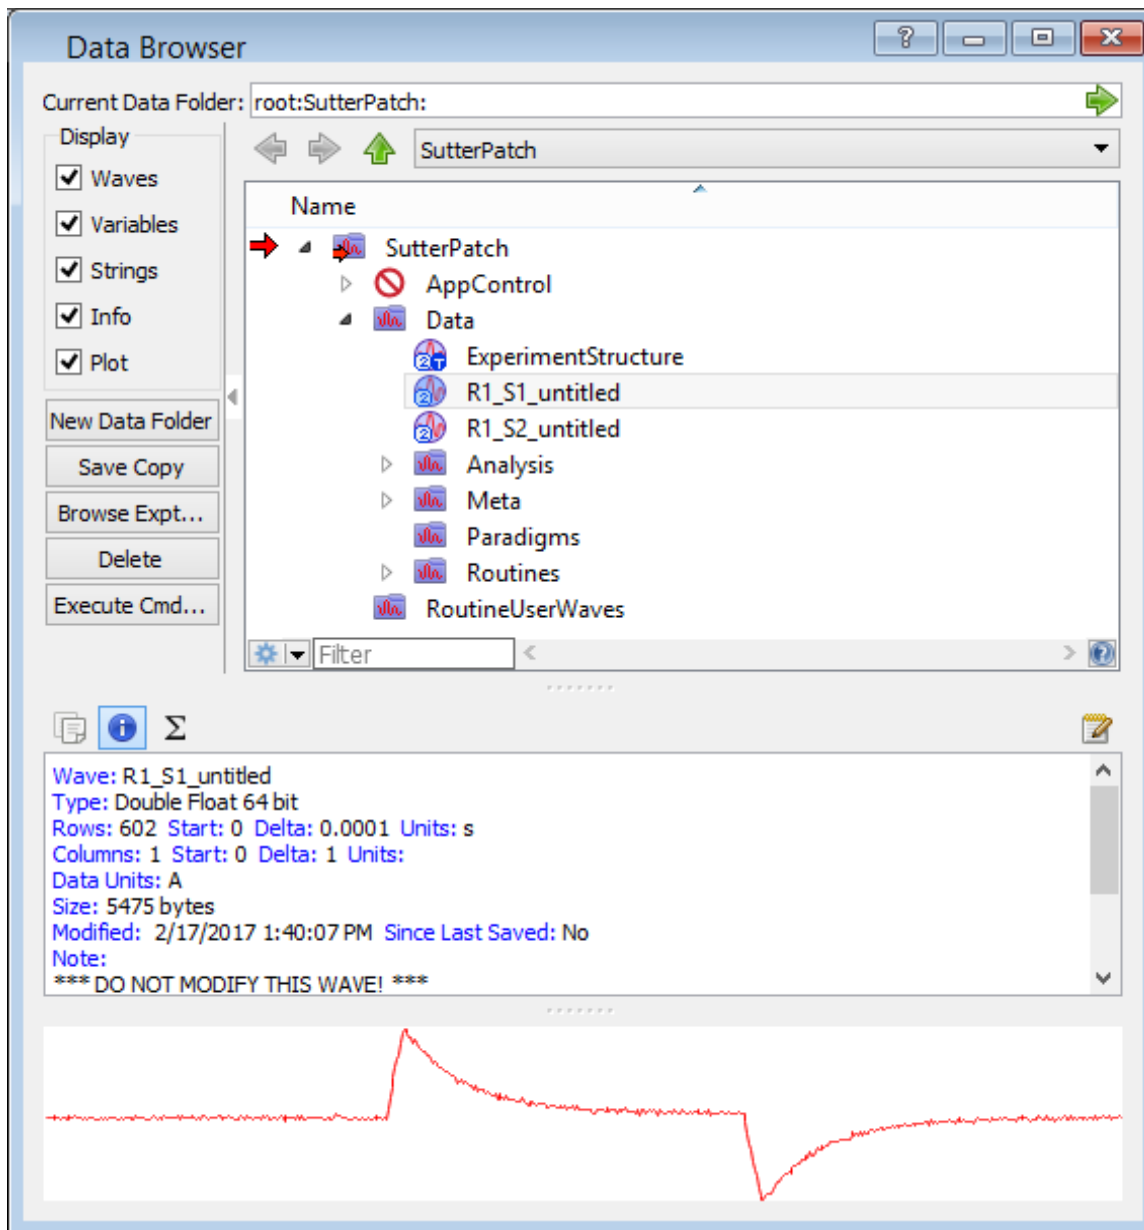 Data Browser
Current Data Folder: root:SutterPatch:
Display
Waves
Variables
Strings
Info
Plot
New Data Folder
Save Copy
Browse Expt...
Delete
Execute Cmd...
SutterPatch
Name
SutterPatch
AppControl
Data
ExperimentStructure
R1_S1_untitled
R1_S2_untitled
Analysis
Meta
Paradigms
Routines
RoutineUserWaves
Filter
Σ
Wave: R1_S1_untitled
Type: Double Float 64 bit
Rows: 602 Start: 0 Delta: 0.0001 Units: s
Columns: 1 Start: 0 Delta: 1 Units:
Data Units: A
Size: 5475 bytes
Modified: 2/17/2017 1:40:07 PM Since Last Saved: No
Note:
*** DO NOT MODIFY THIS WAVE! ***